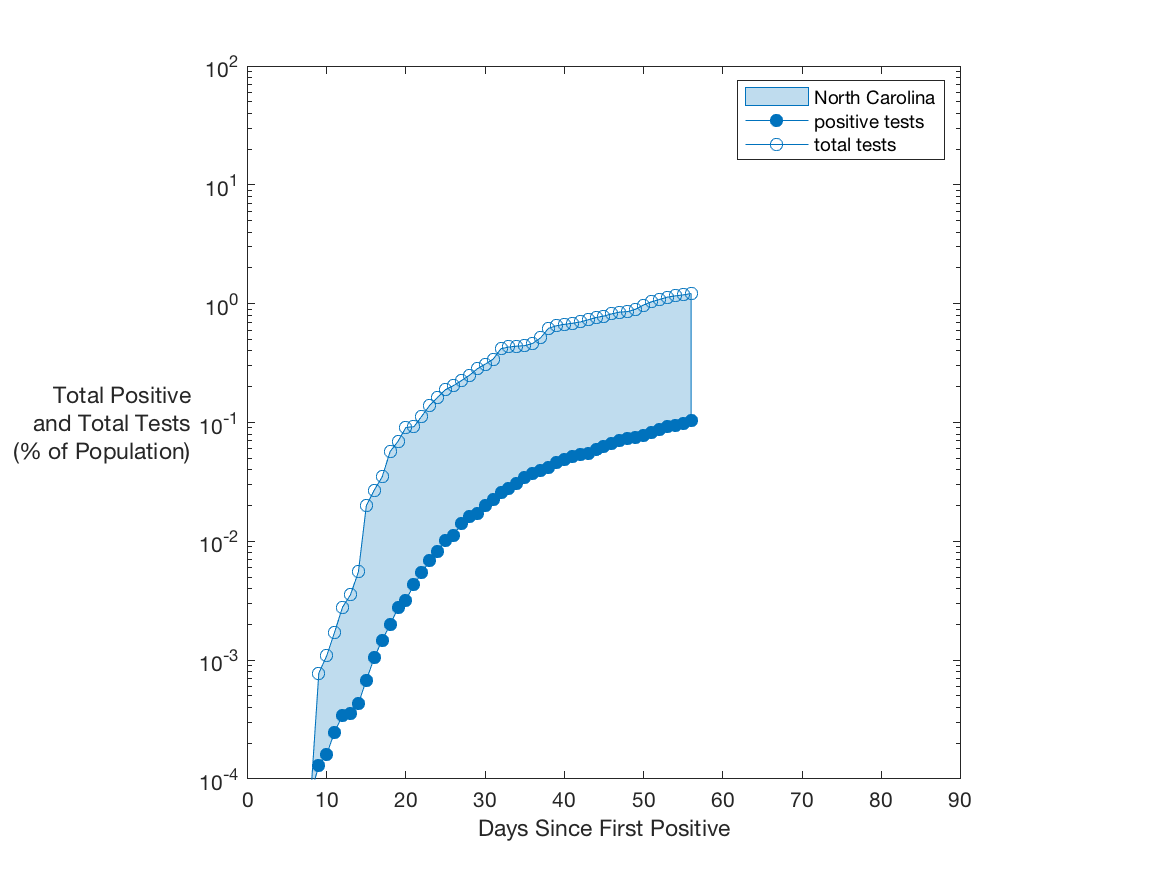 10^2
10^1
10^0
10^-1
10^-2
10^-3
10^-4
Total Positive
and Total Tests
(% of Population)
North Carolina
positive tests
total tests
0 10 20 30 40 50 60 70 80 90
Days Since First Positive